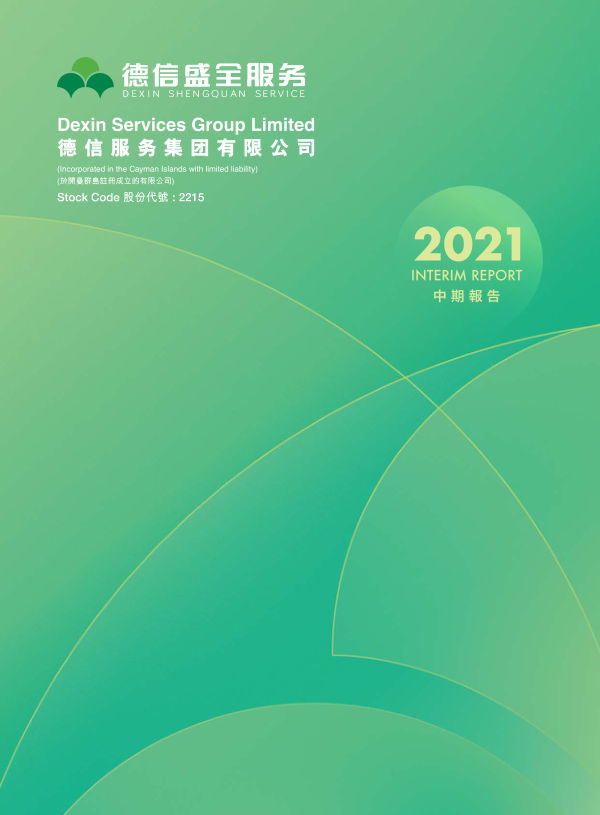 德信盛全服务
DEXIN SHENGQUAN SERVICE
Dexin Services Group Limited
德信服务集团有限公司
(Incorporated in the Cayman Islands with limited liability)
(於開曼群島註冊成立的有限公司)
Stock Code 股份代號 : 2215
2021
INTERIM REPORT
中期報告